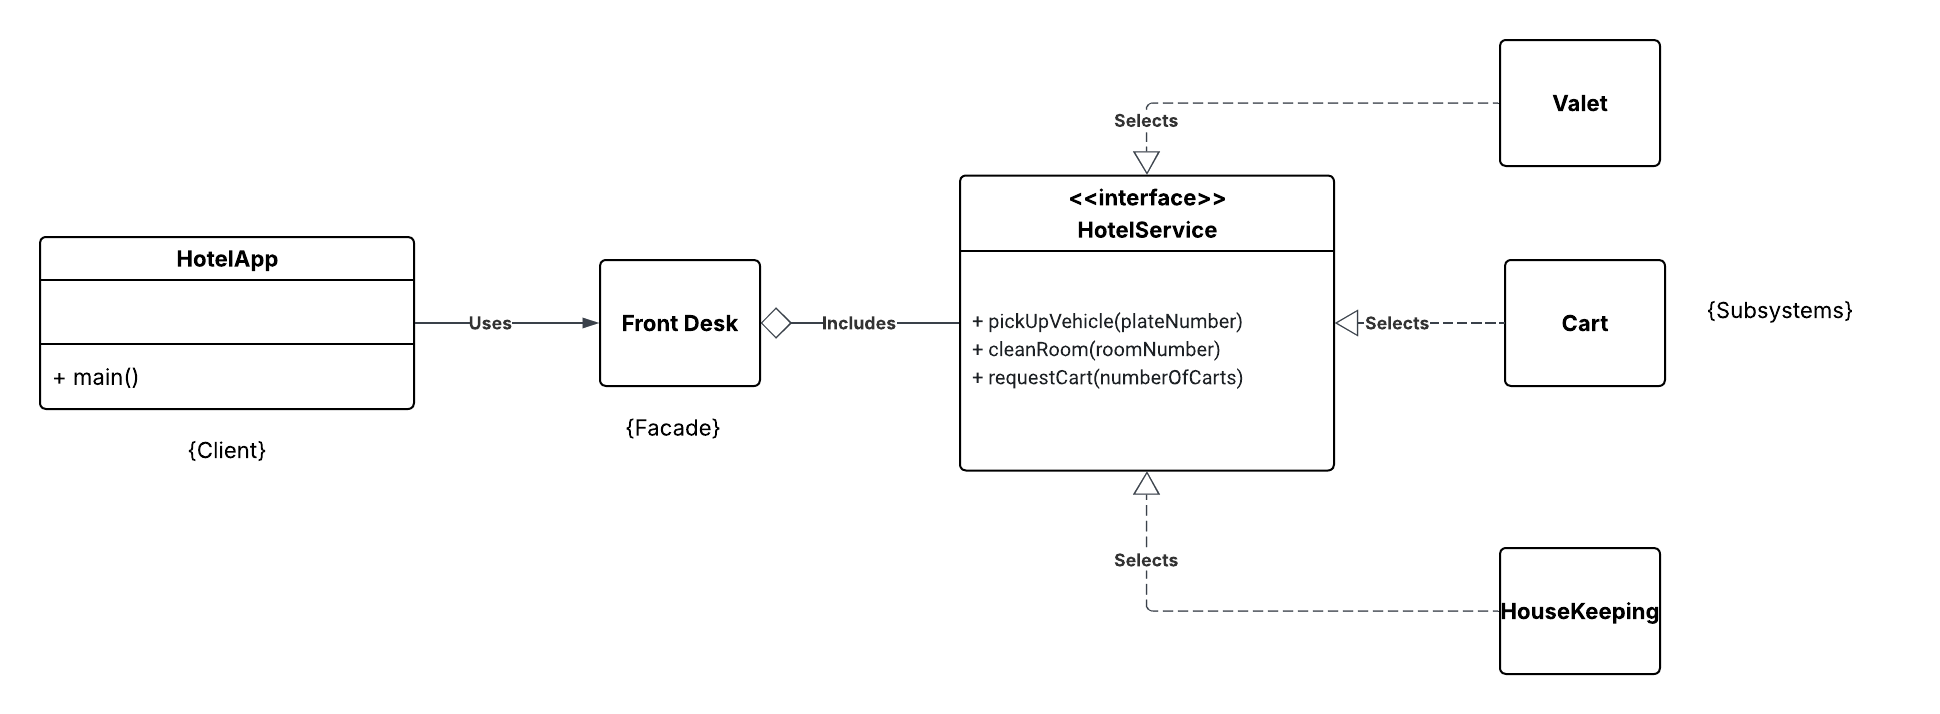 Valet
Selects
<<interface>>
HotelService
HotelApp
+ main()
{Client}
Uses
Front Desk
{Facade}
Includes
+ pickUpVehicle(plateNumber)
+ cleanRoom(roomNumber)
+ requestCart(numberOfCarts)
Selects
Cart
{Subsystems}
Selects
HouseKeeping